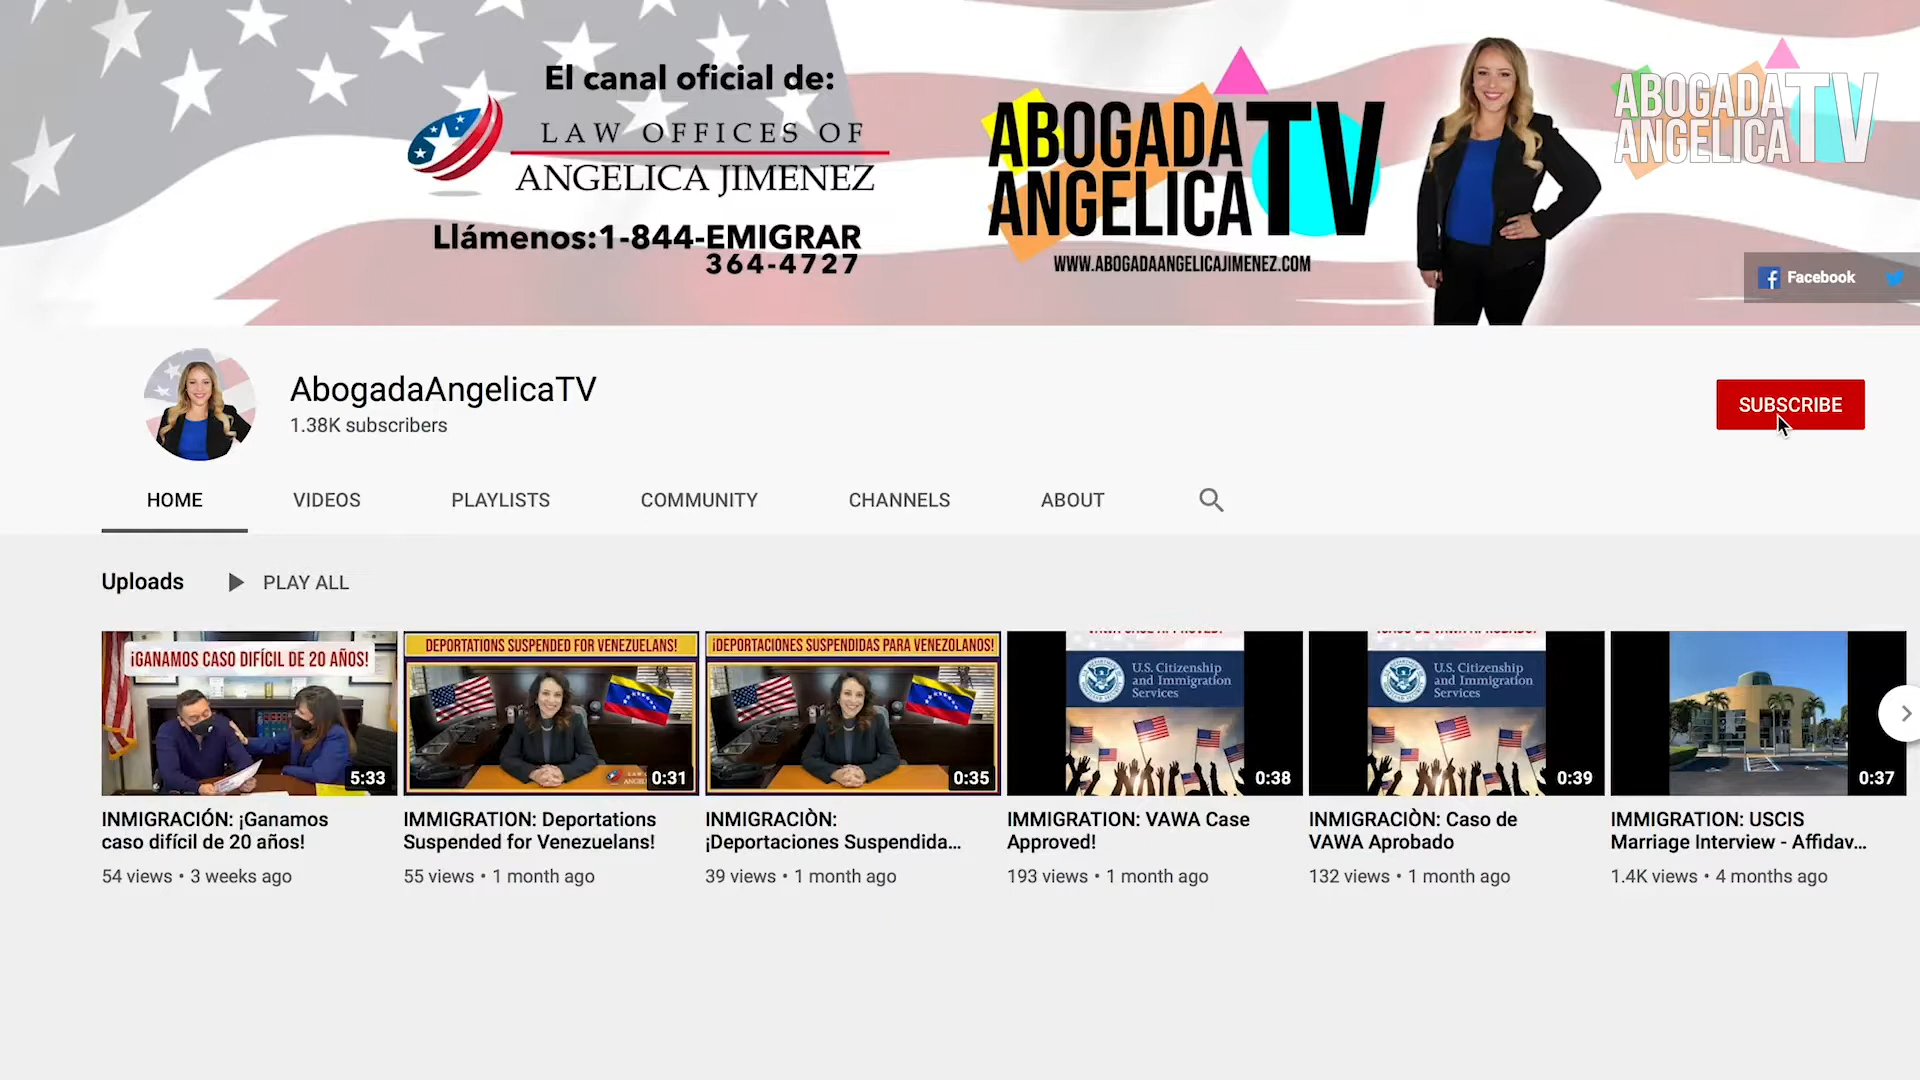 El canal oficial de:
LAW OFFICES OF
ANGELICA JIMENEZ
Llámenos:1-844-EMIGRAR
364-4727
ABOGADA
ANGELICA
TV
WWW.ABOGADAANGELICAJIMENEZ.COM
ABOGADA
ANGELICA
TV
Facebook
AbogadaAngelicaTV
1.38K subscribers
SUBSCRIBE
HOME VIDEOS PLAYLISTS COMMUNITY CHANNELS ABOUT
Uploads PLAY ALL
¡GANAMOS CASO DIFÍCIL DE 20 AÑOS!
5:33
INMIGRACIÓN: ¡Ganamos
caso difícil de 20 años!
54 views • 3 weeks ago
DEPORTATIONS SUSPENDED FOR VENEZUELANS!
0:31
IMMIGRATION: Deportations
Suspended for Venezuelans!
55 views • 1 month ago
¡DEPORTACIONES SUSPENDIDAS PARA VENEZOLANOS!
0:35
INMIGRACIÒN:
¡Deportaciones Suspendida...
39 views • 1 month ago
U.S. Citizenship
and Immigration
Services
0:38
IMMIGRATION: VAWA Case
Approved!
193 views • 1 month ago
U.S. Citizenship
and Immigration
Services
0:39
INMIGRACIÒN: Caso de
VAWA Aprobado
132 views • 1 month ago
0:37
IMMIGRATION: USCIS
Marriage Interview - Affidav...
1.4K views • 4 months ago